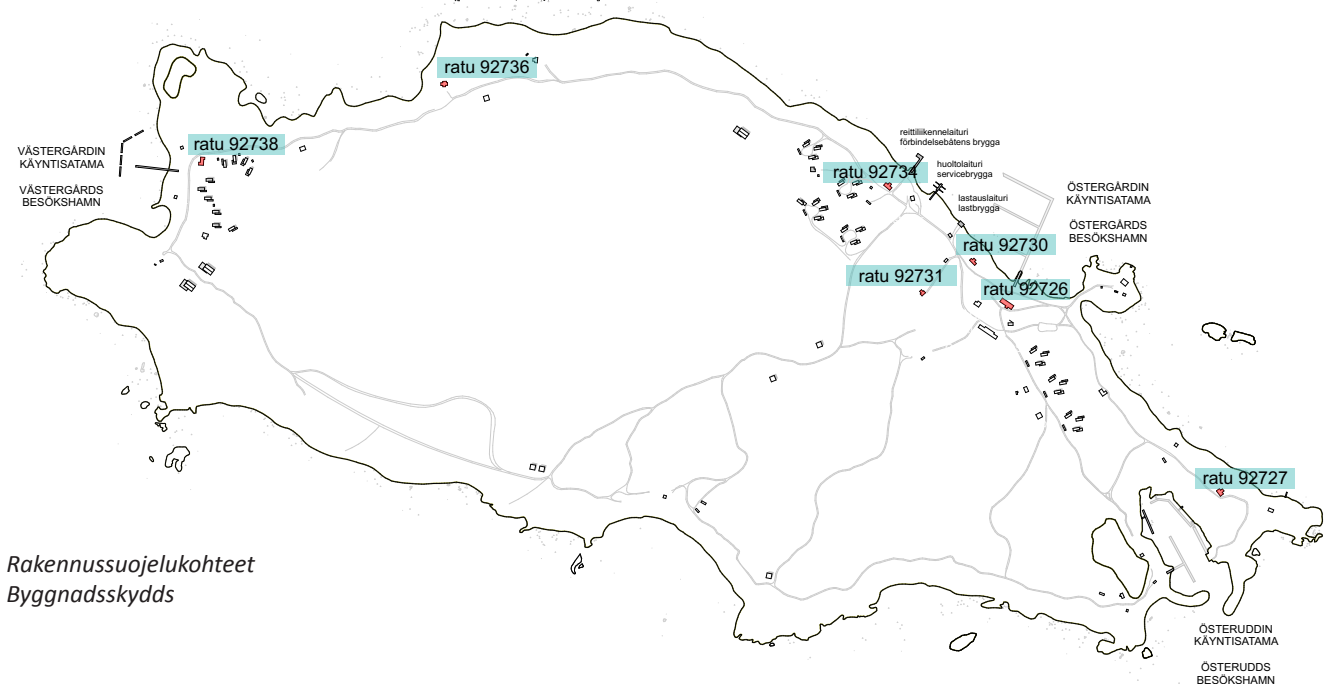 ratu 92736
ratu 92738
VÄSTERGÅRDIN
KÄYNTISATAMA
VÄSTERGÅRDS
BESÖKSHAMN
reittiliikennelaituri
förbindelsebåtens brygga
huoltolaituri
servicebrygga
ratu 92734
lastauslaituri
lastbrygga
ÖSTERGÅRDIN
KÄYNTISATAMA
ÖSTERGÅRDS
BESÖKSHAMN
ratu 92730
ratu 92731
ratu 92726
ratu 92727
Rakennussuojelukohteet
Byggnadsskydds
ÖSTERUDDIN
KÄYNTISATAMA
ÖSTERUDDS
BESÖKSHAMN